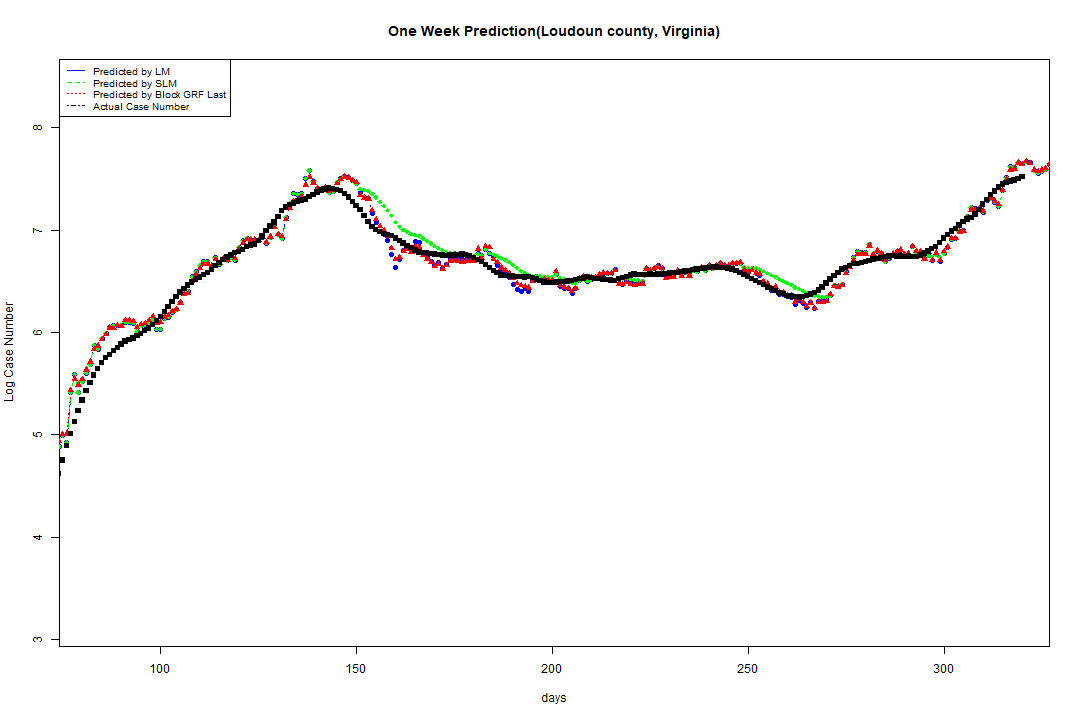 One Week Prediction(Loudoun county, Virginia)
Predicted by LM
Predicted by SLM
Predicted by Block GRF Last
Actual Case Number
8
7
6
5
4
3
Log Case Number
100 150 200 250 300
days